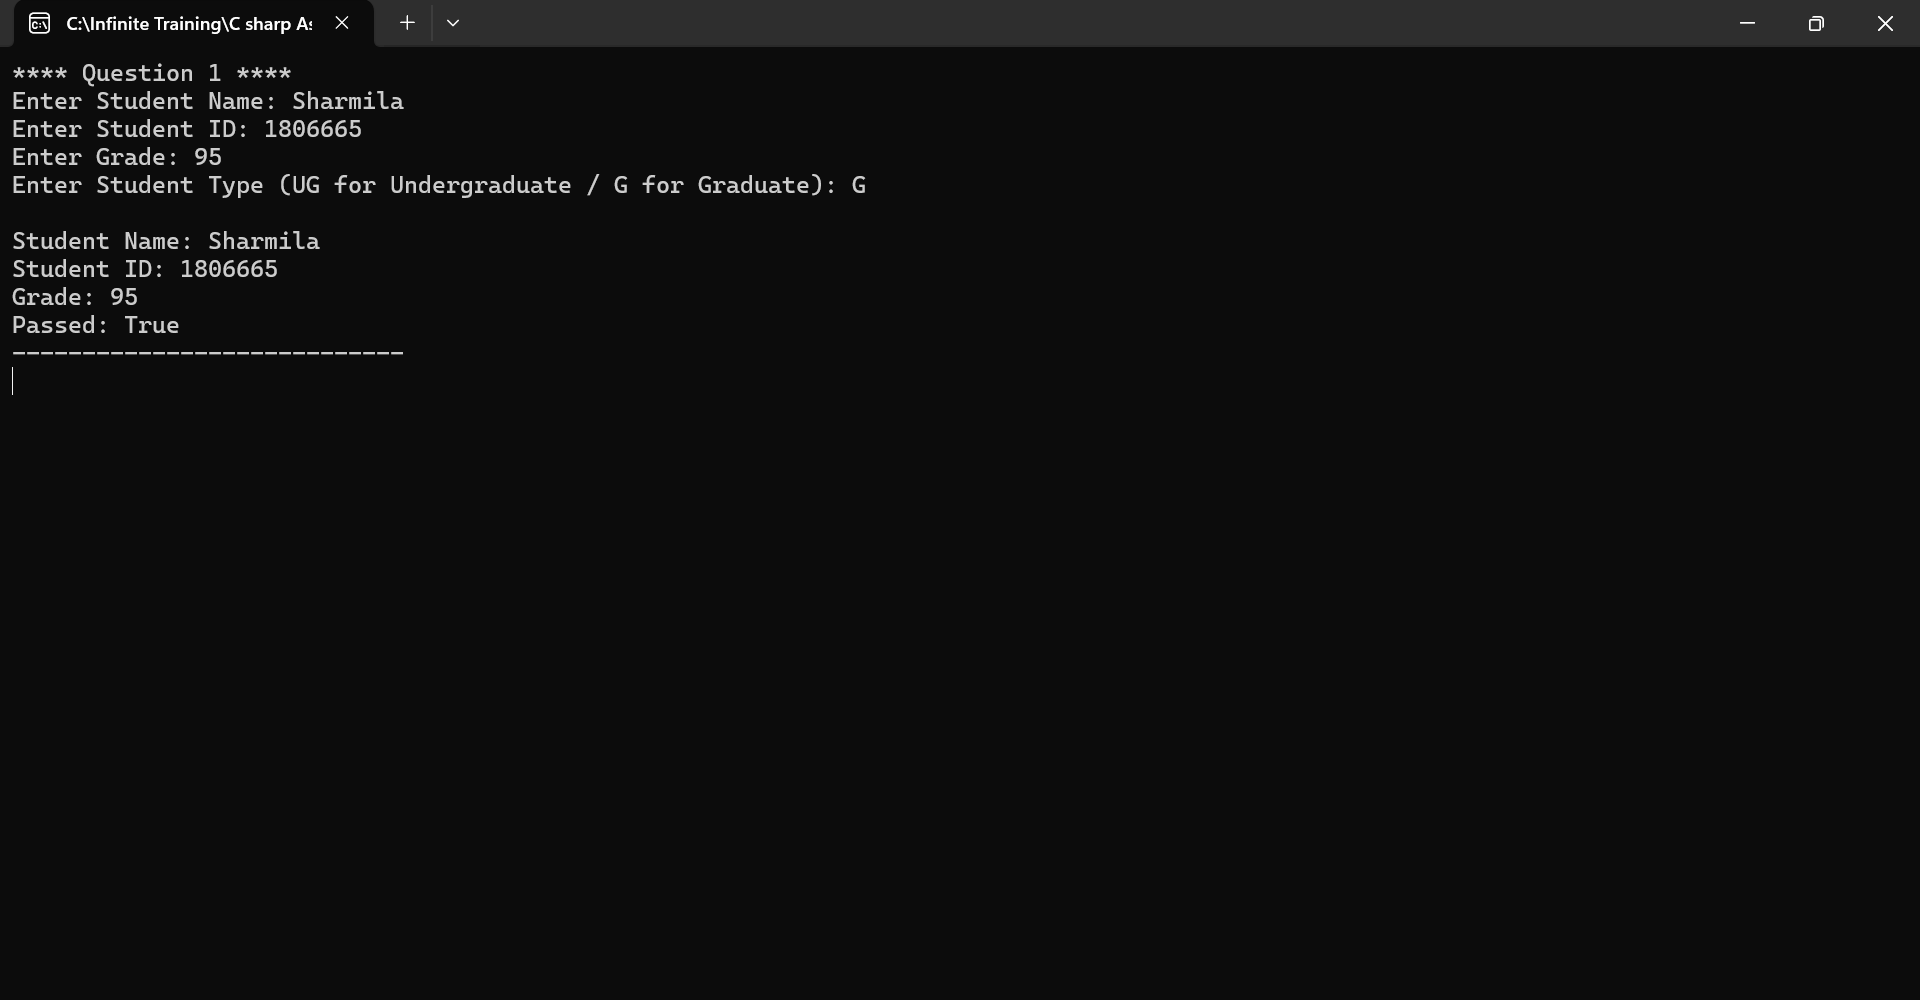 C:\Infinite Training\C sharp As
**** Question 1 ****
Enter Student Name: Sharmila
Enter Student ID: 1806665
Enter Grade: 95
Enter Student Type (UG for Undergraduate / G for Graduate): G
Student Name: Sharmila
Student ID: 1806665
Grade: 95
Passed: True
----------------------------